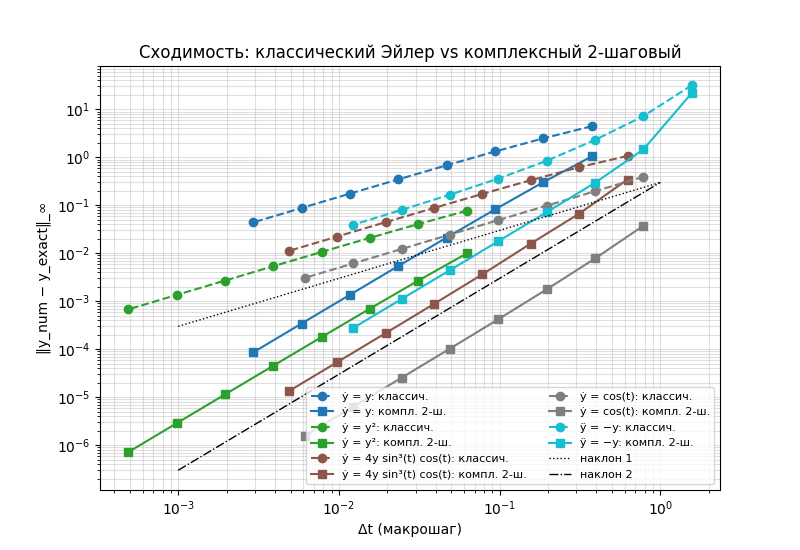 Сходимость: классический Эйлер vs комплексный 2-шаговый
‖y_num − y_exact‖_∞
10¹
10⁰
10⁻¹
10⁻²
10⁻³
10⁻⁴
10⁻⁵
10⁻⁶
ẏ = y: классич.
ẏ = y: компл. 2-ш.
ẏ = y²: классич.
ẏ = y²: компл. 2-ш.
ẏ = 4y sin³(t) cos(t): классич.
ẏ = 4y sin³(t) cos(t): компл. 2-ш.
ẏ = cos(t): классич.
ẏ = cos(t): компл. 2-ш.
ÿ = −y: классич.
ÿ = −y: компл. 2-ш.
наклон 1
наклон 2
10⁻³
10⁻²
10⁻¹
10⁰
Δt (макрошаг)